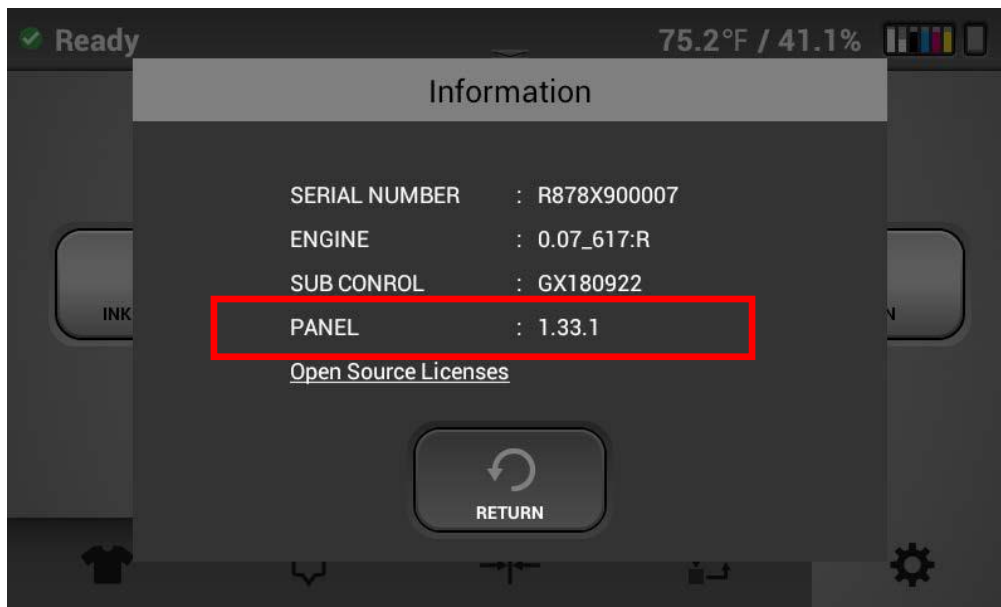 Ready 75.2°F / 41.1%
Information
SERIAL NUMBER : R878X900007
ENGINE : 0.07_617:R
SUB CONROL : GX180922
INK
PANEL : 1.33.1
N
Open Source Licenses
RETURN